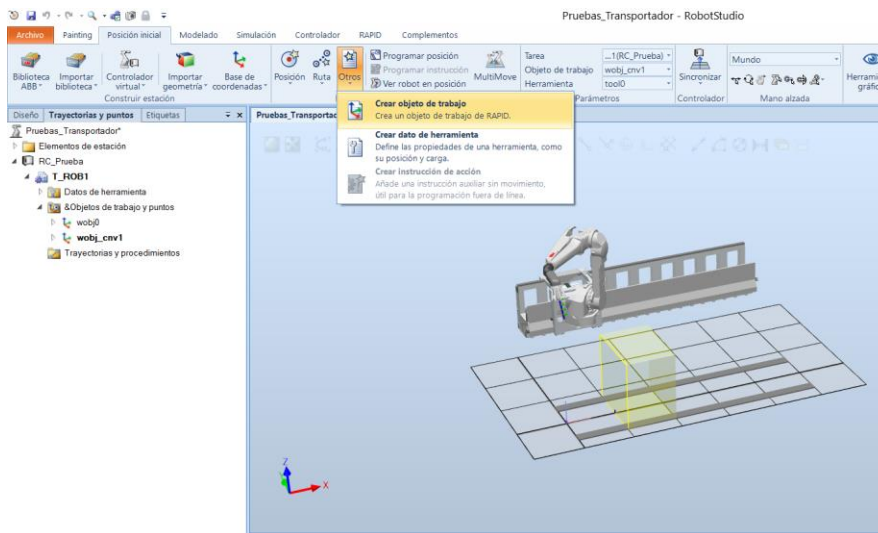 Pruebas_Transportador - RobotStudio
Archivo Painting Posición inicial Modelado Simulación Controlador RAPID Complementos
Biblioteca ABB
Importar biblioteca
Controlador virtual
Importar geometría
Base de coordenadas
Construir estación
Posición
Ruta
Otros
Programar posición
Programar instrucción
Ver robot en posición
MultiMove
Tarea ...1(RC_Prueba)
Objeto de trabajo wobj_cnv1
Herramienta tool0
Parámetros
Sincronizar
Controlador
Mundo
Mano alzada
Herrami
gráfic
Crear objeto de trabajo
Crea un objeto de trabajo de RAPID.
Crear dato de herramienta
Define las propiedades de una herramienta, como
su posición y carga.
Crear instrucción de acción
Añade una instrucción auxiliar sin movimiento,
útil para la programación fuera de línea.
Diseño Trayectorias y puntos Etiquetas
Pruebas_Transportador*
Elementos de estación
RC_Prueba
T_ROB1
Datos de herramienta
&Objetos de trabajo y puntos
wobj0
wobj_cnv1
Trayectorias y procedimientos
Pruebas_Transportad
Z
X